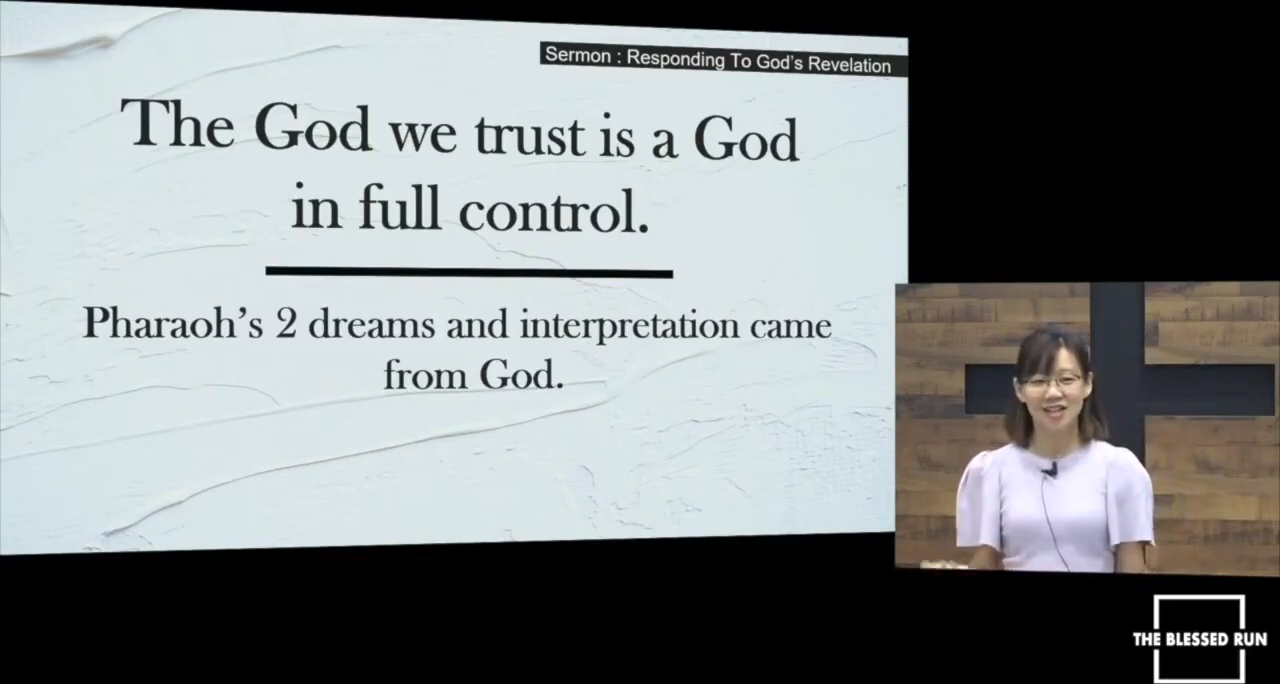 Sermon : Responding To God's Revelation
The God we trust is a God
in full control.
Pharaoh's 2 dreams and interpretation came
from God.
THE BLESSED RUN